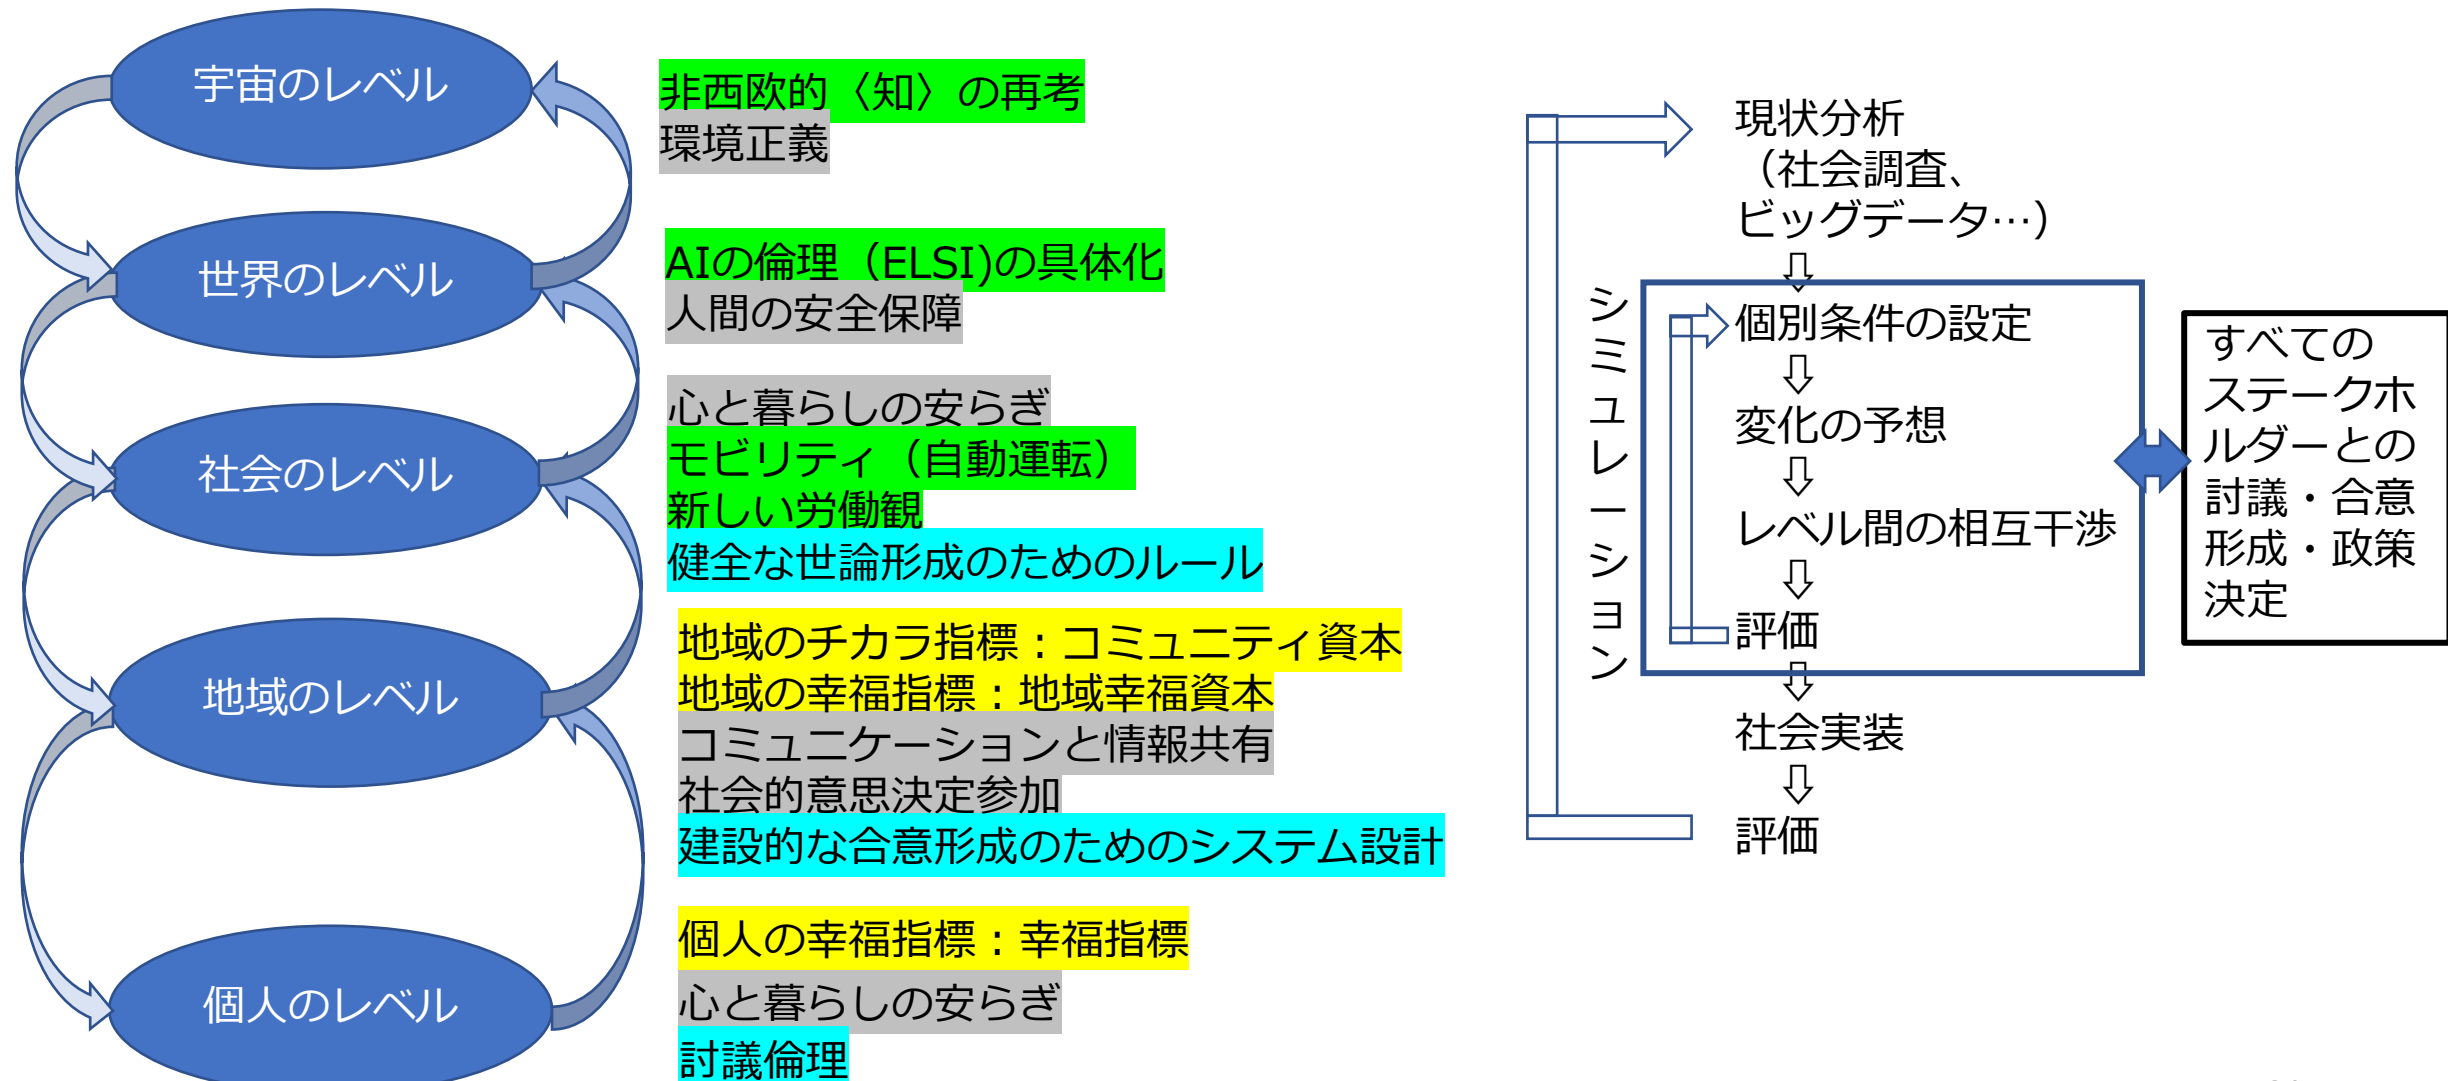 宇宙のレベル
非西欧的〈知〉の再考
環境正義
世界のレベル
AIの倫理（ELSI)の具体化
人間の安全保障
社会のレベル
心と暮らしの安らぎ
モビリティ（自動運転）
新しい労働観
健全な世論形成のためのルール
地域のレベル
地域のチカラ指標：コミュニティ資本
地域の幸福指標：地域幸福資本
コミュニケーションと情報共有
社会的意思決定参加
建設的な合意形成のためのシステム設計
個人のレベル
個人の幸福指標：幸福指標
心と暮らしの安らぎ
討議倫理
現状分析
（社会調査、
ビッグデータ…）
シミュレーション
個別条件の設定
変化の予想
レベル間の相互干渉
評価
社会実装
評価
すべての
ステークホ
ルダーとの
討議・合意
形成・政策
決定